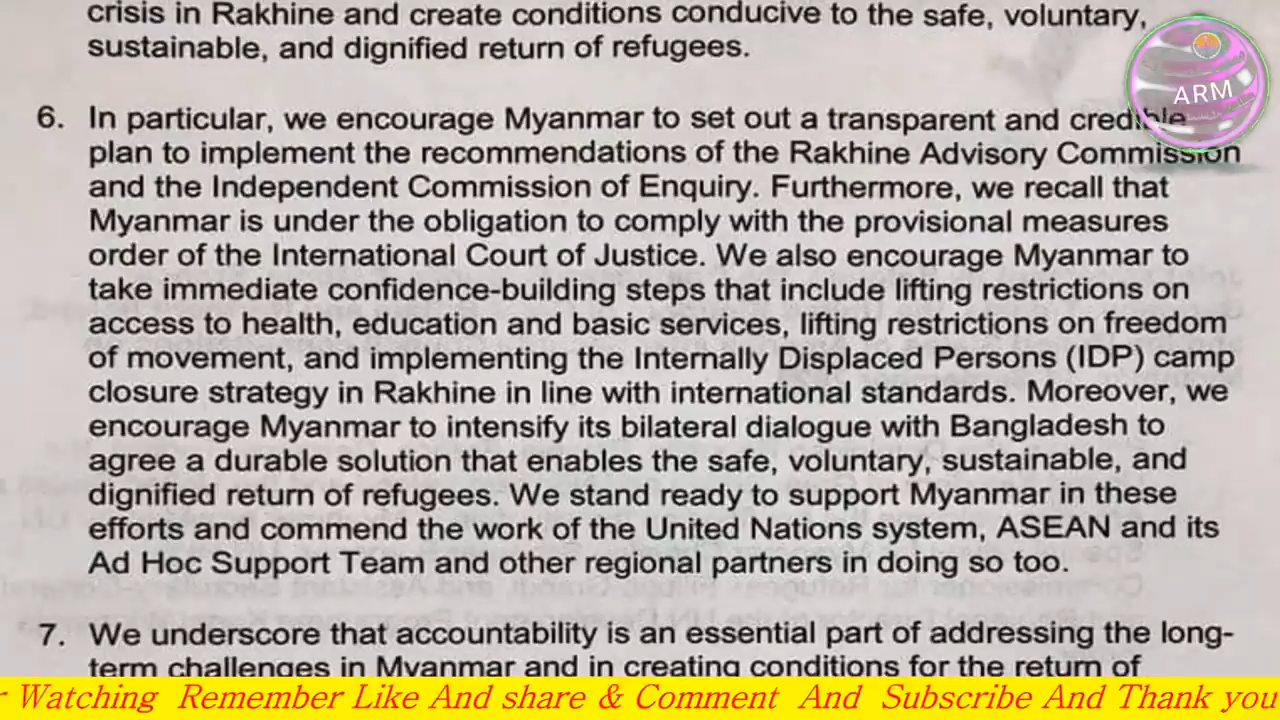 crisis in Rakhine and create conditions conducive to the safe, voluntary,
sustainable, and dignified return of refugees.
ARM
6. In particular, we encourage Myanmar to set out a transparent and credible
plan to implement the recommendations of the Rakhine Advisory Commission
and the Independent Commission of Enquiry. Furthermore, we recall that
Myanmar is under the obligation to comply with the provisional measures
order of the International Court of Justice. We also encourage Myanmar to
take immediate confidence-building steps that include lifting restrictions on
access to health, education and basic services, lifting restrictions on freedom
of movement, and implementing the Internally Displaced Persons (IDP) camp
closure strategy in Rakhine in line with international standards. Moreover, we
encourage Myanmar to intensify its bilateral dialogue with Bangladesh to
agree a durable solution that enables the safe, voluntary, sustainable, and
dignified return of refugees. We stand ready to support Myanmar in these
efforts and commend the work of the United Nations system, ASEAN and its
Ad Hoc Support Team and other regional partners in doing so too.
7. We underscore that accountability is an essential part of addressing the long-
term challenges in Myanmar and in creating conditions for the return of
r Watching Remember Like And share & Comment And Subscribe And Thank you